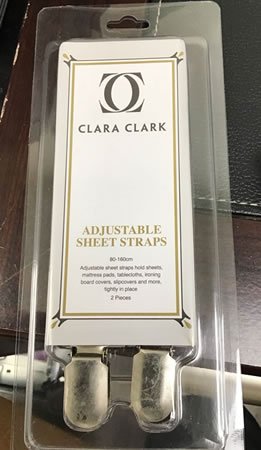 CLARA CLARK
ADJUSTABLE
SHEET STRAPS
80-160cm
Adjustable sheet straps hold sheets,
mattress pads, tablecloths, ironing
board covers, slipcovers and more,
tightly in place
2 Pieces